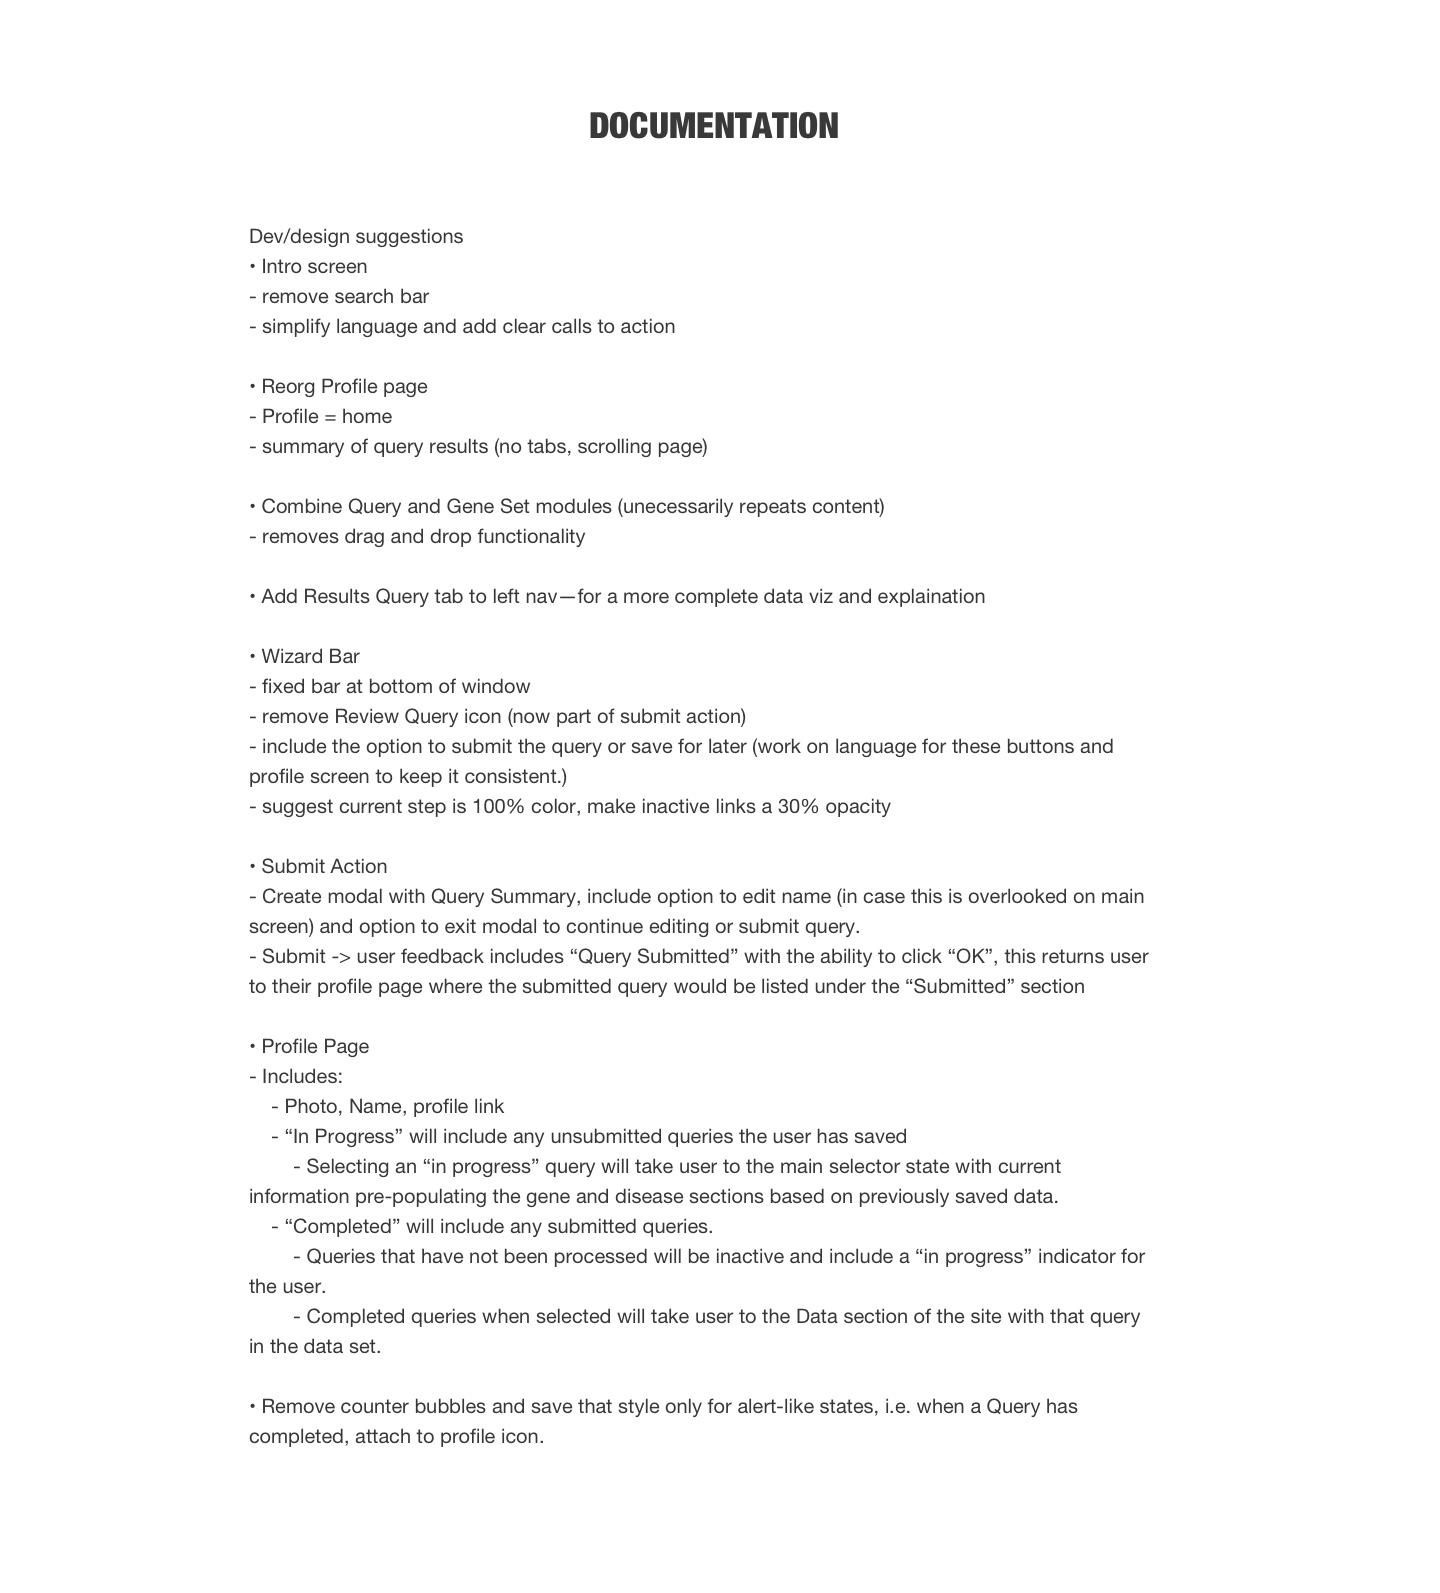 DOCUMENTATION
Dev/design suggestions
• Intro screen
- remove search bar
- simplify language and add clear calls to action
• Reorg Profile page
- Profile = home
- summary of query results (no tabs, scrolling page)
• Combine Query and Gene Set modules (unecessarily repeats content)
- removes drag and drop functionality
• Add Results Query tab to left nav—for a more complete data viz and explaination
• Wizard Bar
- fixed bar at bottom of window
- remove Review Query icon (now part of submit action)
- include the option to submit the query or save for later (work on language for these buttons and
profile screen to keep it consistent.)
- suggest current step is 100% color, make inactive links a 30% opacity
• Submit Action
- Create modal with Query Summary, include option to edit name (in case this is overlooked on main
screen) and option to exit modal to continue editing or submit query.
- Submit -> user feedback includes “Query Submitted” with the ability to click “OK”, this returns user
to their profile page where the submitted query would be listed under the “Submitted” section
• Profile Page
- Includes:
- Photo, Name, profile link
- “In Progress” will include any unsubmitted queries the user has saved
- Selecting an “in progress” query will take user to the main selector state with current
information pre-populating the gene and disease sections based on previously saved data.
- “Completed” will include any submitted queries.
- Queries that have not been processed will be inactive and include a “in progress” indicator for
the user.
- Completed queries when selected will take user to the Data section of the site with that query
in the data set.
• Remove counter bubbles and save that style only for alert-like states, i.e. when a Query has
completed, attach to profile icon.